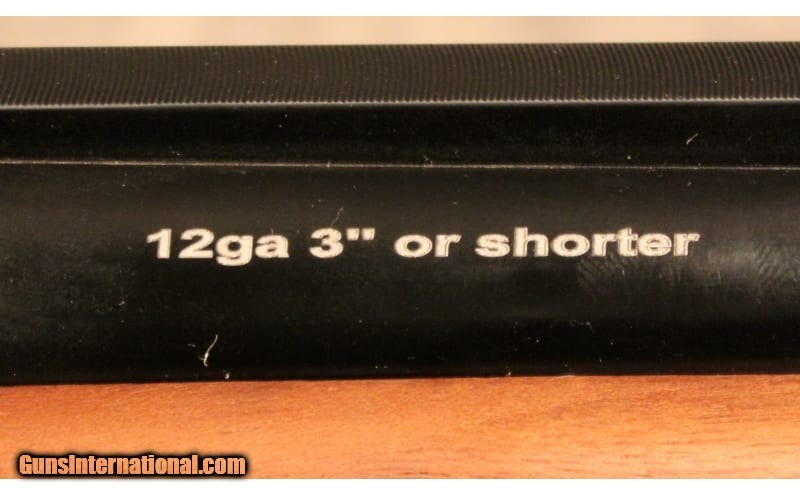 12ga 3" or shorter
GunsInternational.com